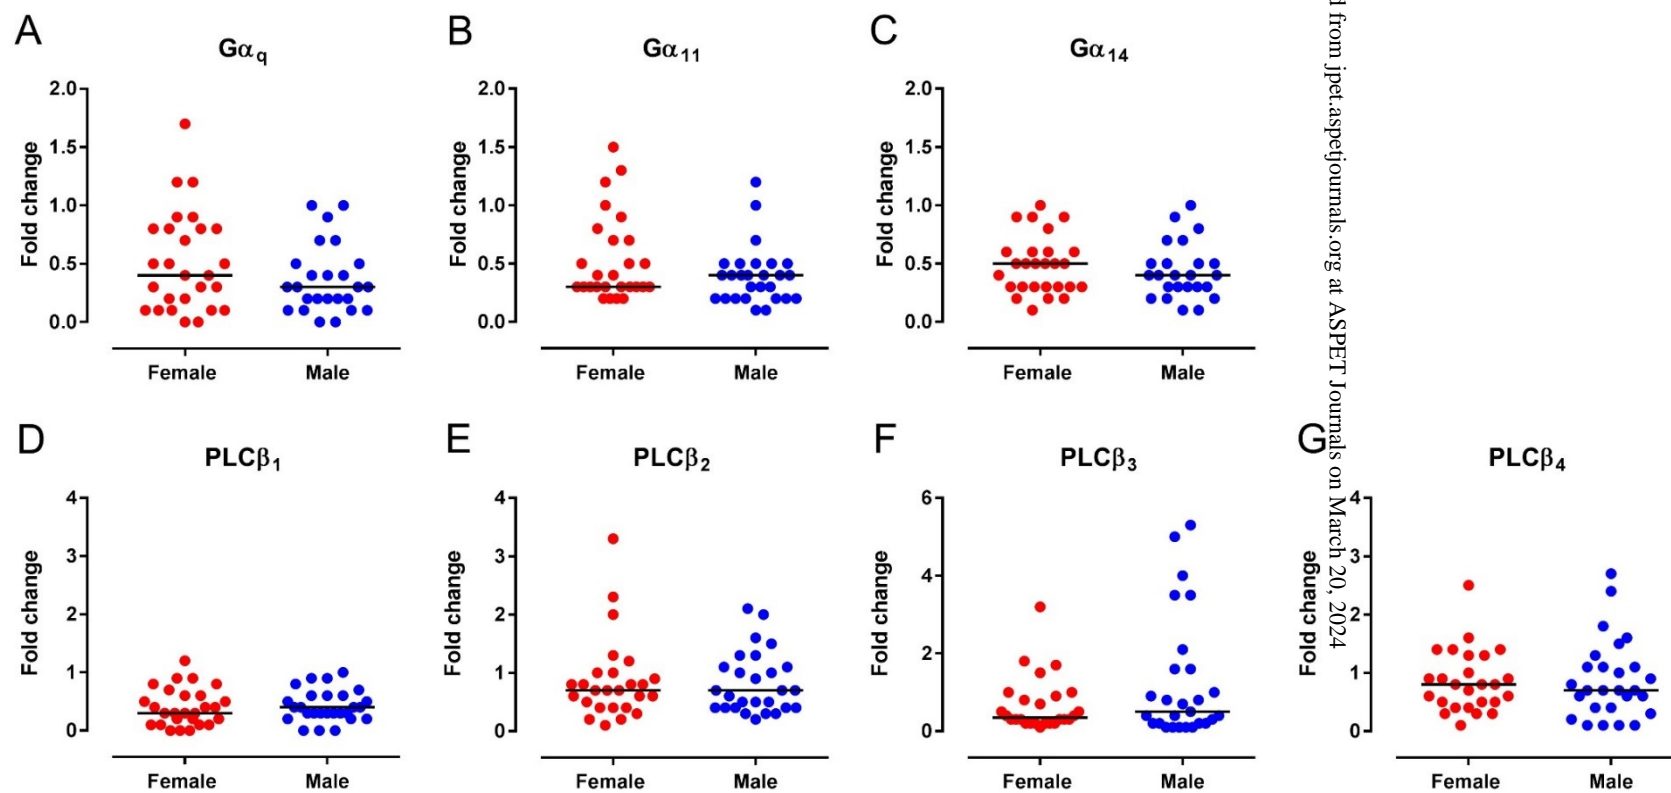 A
Gαq
2.0
1.5
1.0
0.5
0.0
Fold change
Female Male
B
Gα11
2.0
1.5
1.0
0.5
0.0
Fold change
Female Male
C
Gα14
2.0
1.5
1.0
0.5
0.0
Fold change
Female Male
D
PLCβ1
4
3
2
1
0
Fold change
Female Male
E
PLCβ2
4
3
2
1
0
Fold change
Female Male
F
PLCβ3
6
4
2
0
Fold change
Female Male
G
PLCβ4
4
3
2
1
0
Fold change
Female Male
d from jpet.aspetjournals.org at ASPET Journals on March 20, 2024